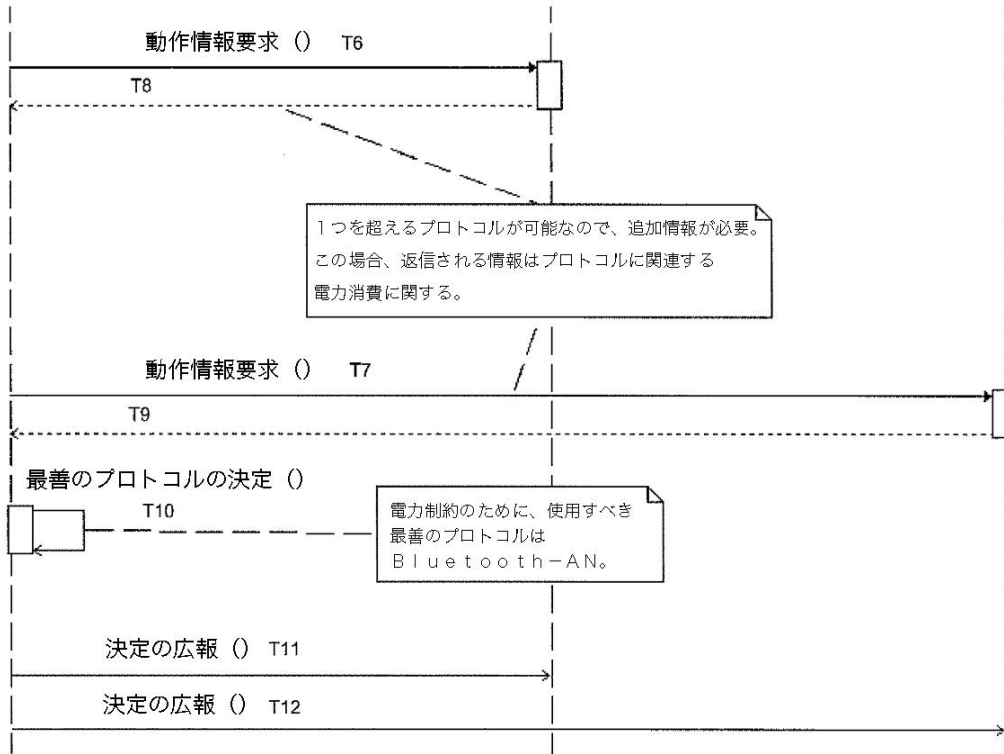 動作情報要求 () T6
T8
1つを超えるプロトコルが可能なので、追加情報が必要。
この場合、返信される情報はプロトコルに関連する
電力消費に関する。
動作情報要求 () T7
T9
最善のプロトコルの決定 ()
T10
電力制約のために、使用すべき
最善のプロトコルは
Bluetooth-AN。
決定の広報 () T11
決定の広報 () T12